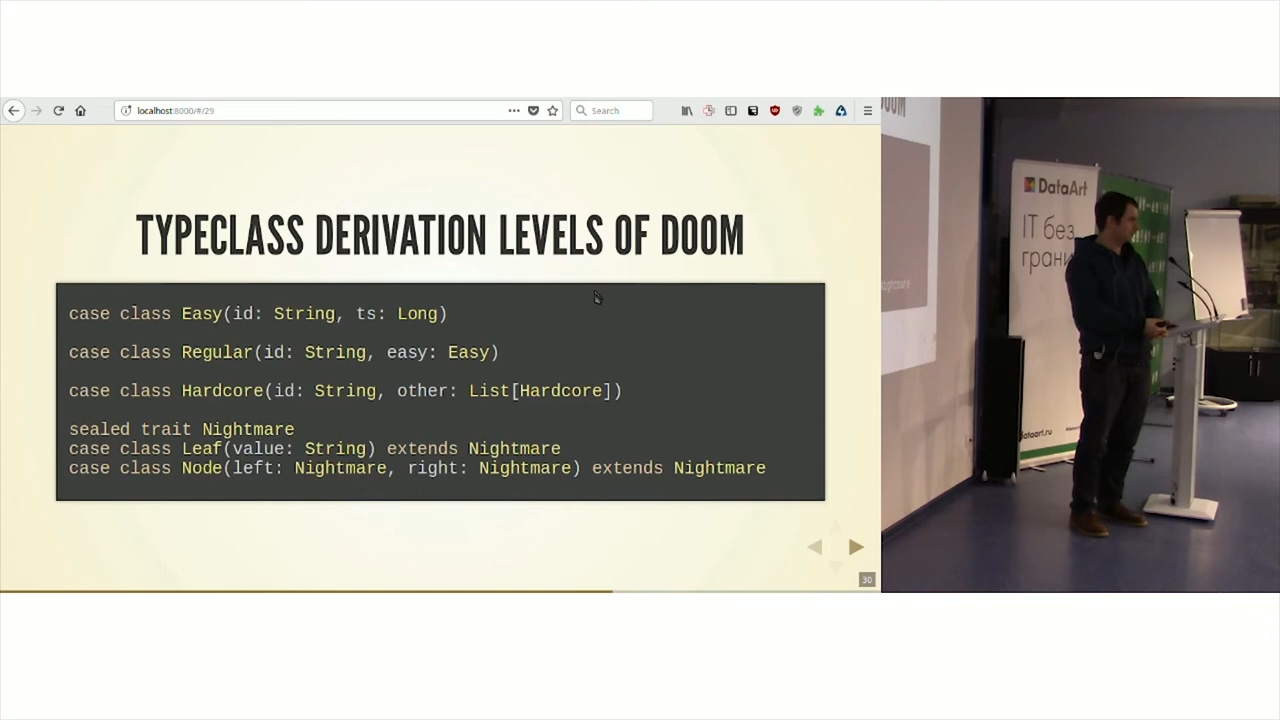 localhost:8000/#/29
Search
TYPECLASS DERIVATION LEVELS OF DOOM
case class Easy(id: String, ts: Long)
case class Regular(id: String, easy: Easy)
case class Hardcore(id: String, other: List[Hardcore])
sealed trait Nightmare
case class Leaf(value: String) extends Nightmare
case class Node(left: Nightmare, right: Nightmare) extends Nightmare
30
DataArt
IT без
грани
dataart.ru